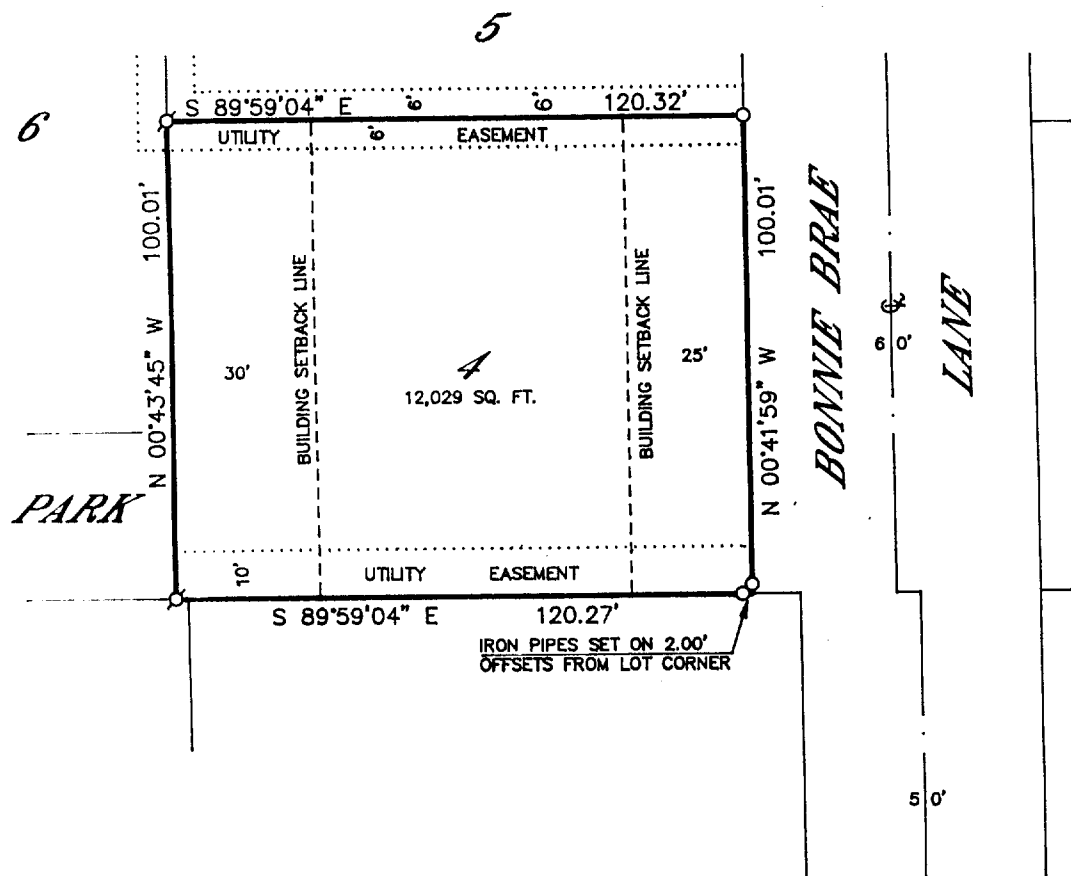 5
6
S 89°59'04" E
6'
6'
120.32'
UTILITY
6'
EASEMENT
N 00°43'45" W 100.01'
BUILDING SETBACK LINE
30'
4
12,029 SQ. FT.
BUILDING SETBACK LINE
25'
N 00°41'59" W 100.01'
BONNIE BRAE
LANE
℄
60'
PARK
10'
UTILITY EASEMENT
S 89°59'04" E 120.27'
IRON PIPES SET ON 2.00'
OFFSETS FROM LOT CORNER
50'